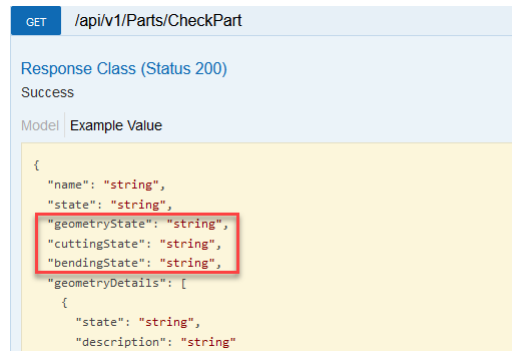 GET /api/v1/Parts/CheckPart
Response Class (Status 200)
Success
Model Example Value
{
"name": "string",
"state": "string",
"geometryState": "string",
"cuttingState": "string",
"bendingState": "string",
"geometryDetails": [
{
"state": "string",
"description": "string"